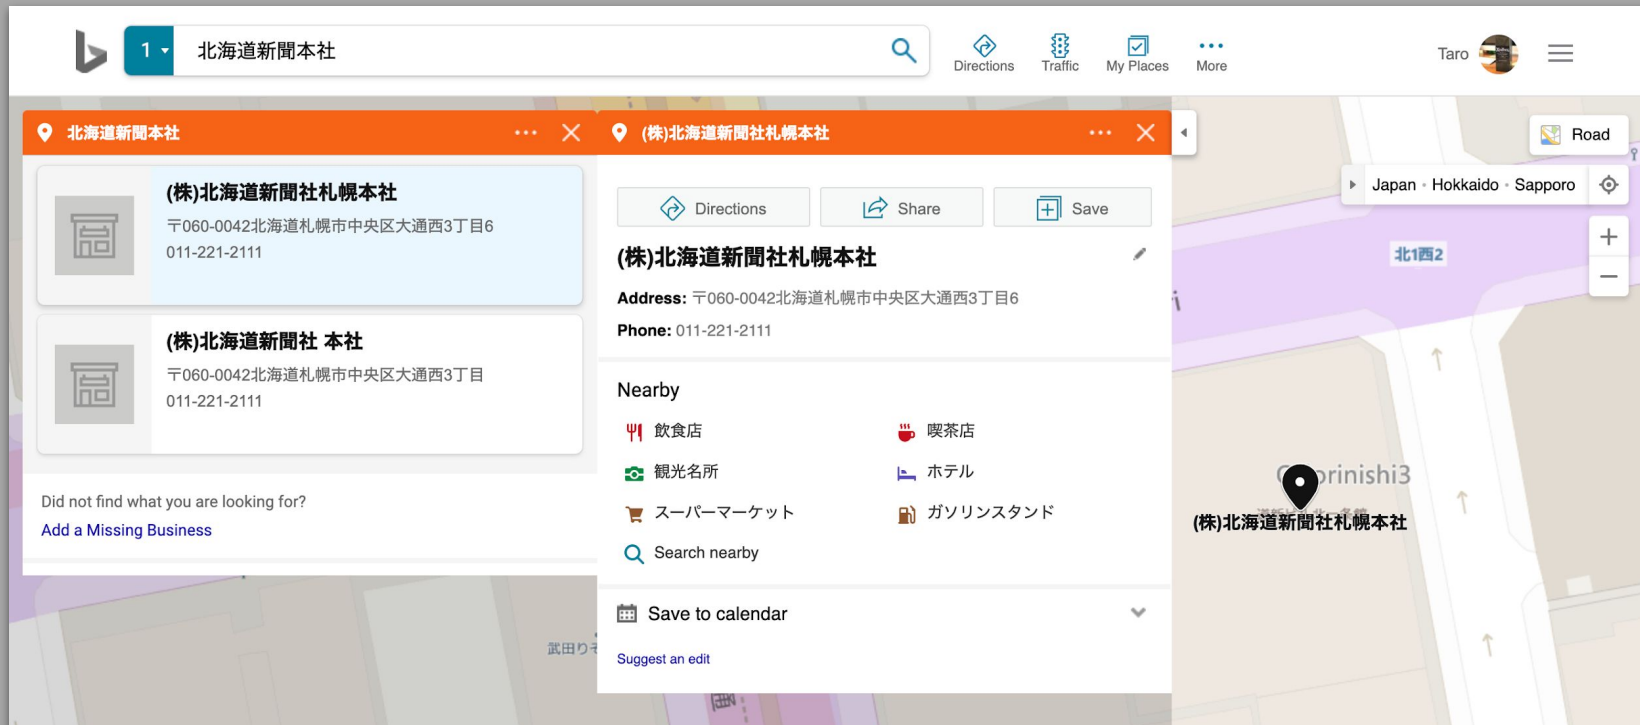 1
北海道新聞本社
Directions
Traffic
My Places
More
Taro
北海道新聞本社
(株)北海道新聞社札幌本社
〒060-0042北海道札幌市中央区大通西3丁目6
011-221-2111
(株)北海道新聞社 本社
〒060-0042北海道札幌市中央区大通西3丁目
011-221-2111
Did not find what you are looking for?
Add a Missing Business
(株)北海道新聞社札幌本社
Directions
Share
Save
(株)北海道新聞社札幌本社
Address: 〒060-0042北海道札幌市中央区大通西3丁目6
Phone: 011-221-2111
Nearby
飲食店
喫茶店
観光名所
ホテル
スーパーマーケット
ガソリンスタンド
Search nearby
Save to calendar
Suggest an edit
Road
Japan · Hokkaido · Sapporo
北1西2
(株)北海道新聞社札幌本社
武田りそ